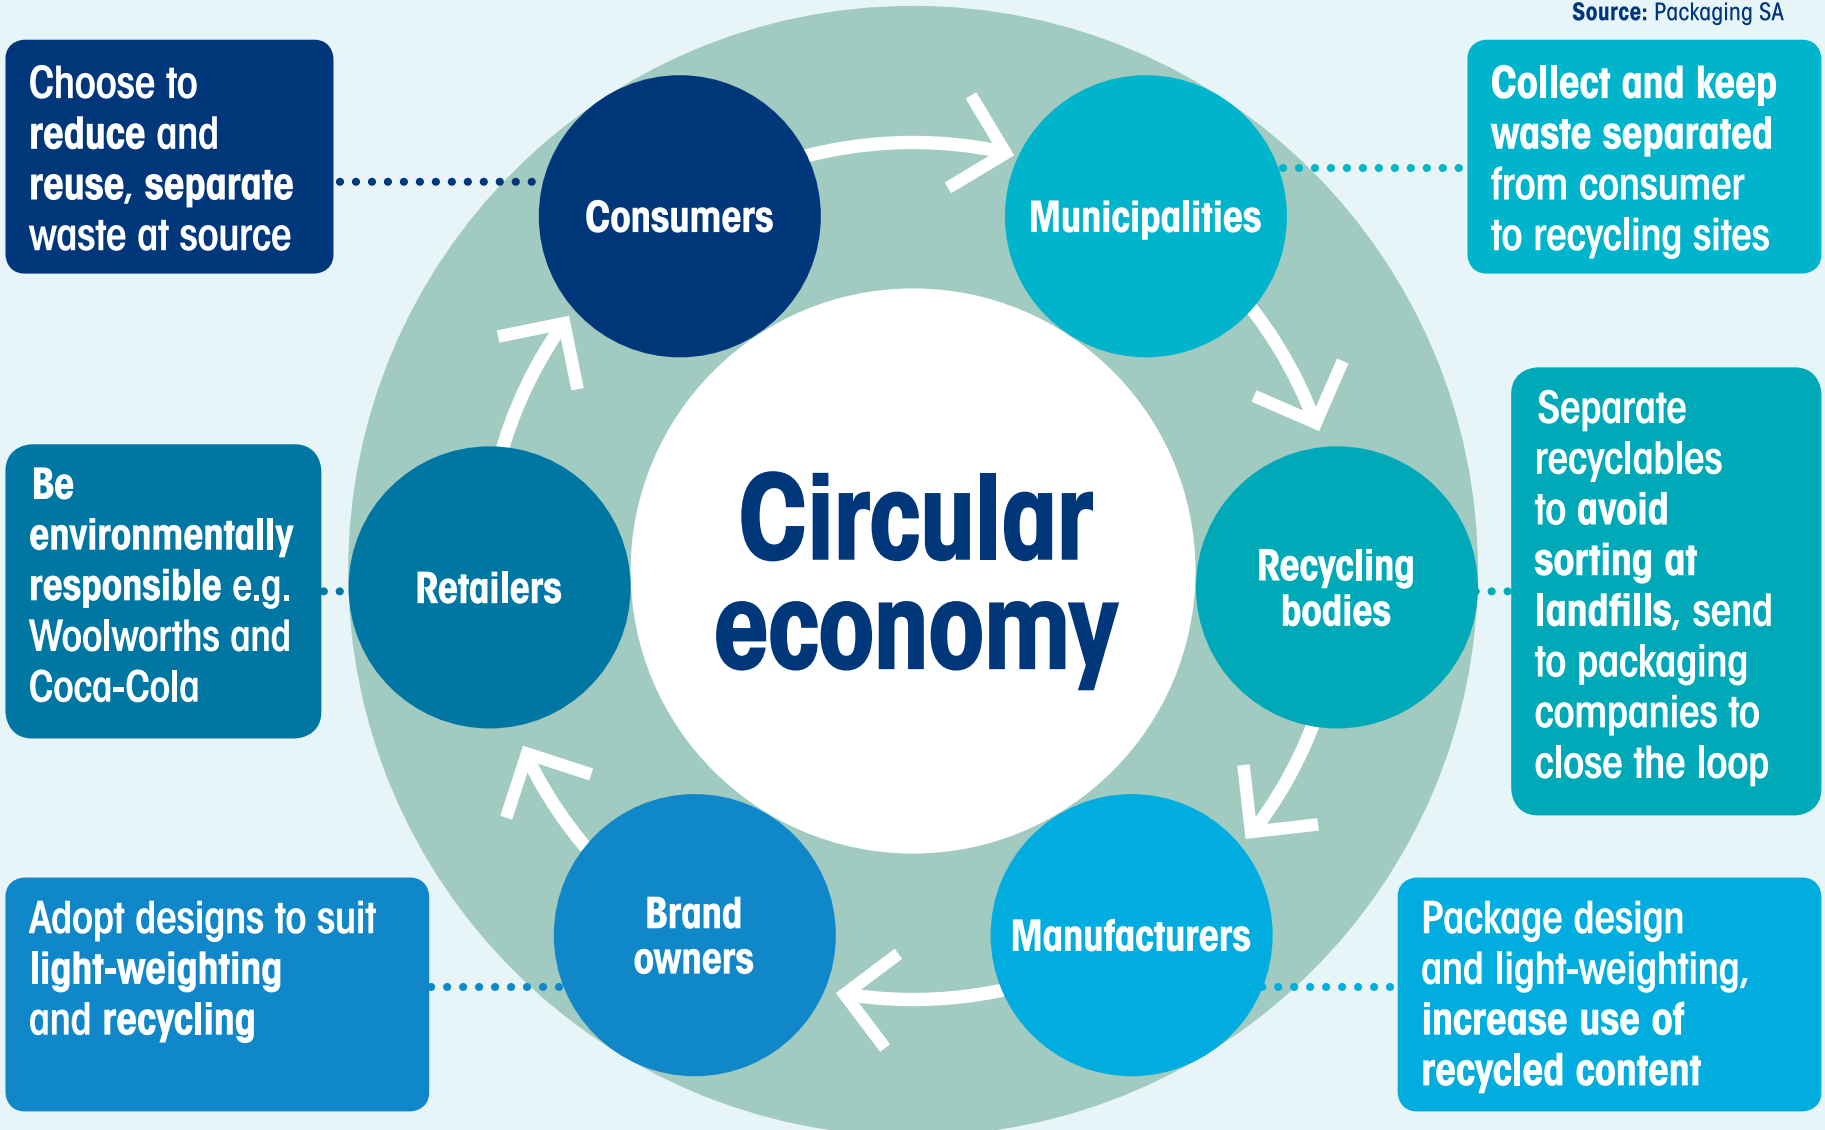 Source: Packaging SA
Choose to
reduce and
reuse, separate
waste at source
Consumers
Municipalities
Collect and keep
waste separated
from consumer
to recycling sites
Be
environmentally
responsible e.g.
Woolworths and
Coca-Cola
Retailers
Circular
economy
Recycling
bodies
Separate
recyclables
to avoid
sorting at
landfills, send
to packaging
companies to
close the loop
Adopt designs to suit
light-weighting
and recycling
Brand
owners
Manufacturers
Package design
and light-weighting,
increase use of
recycled content